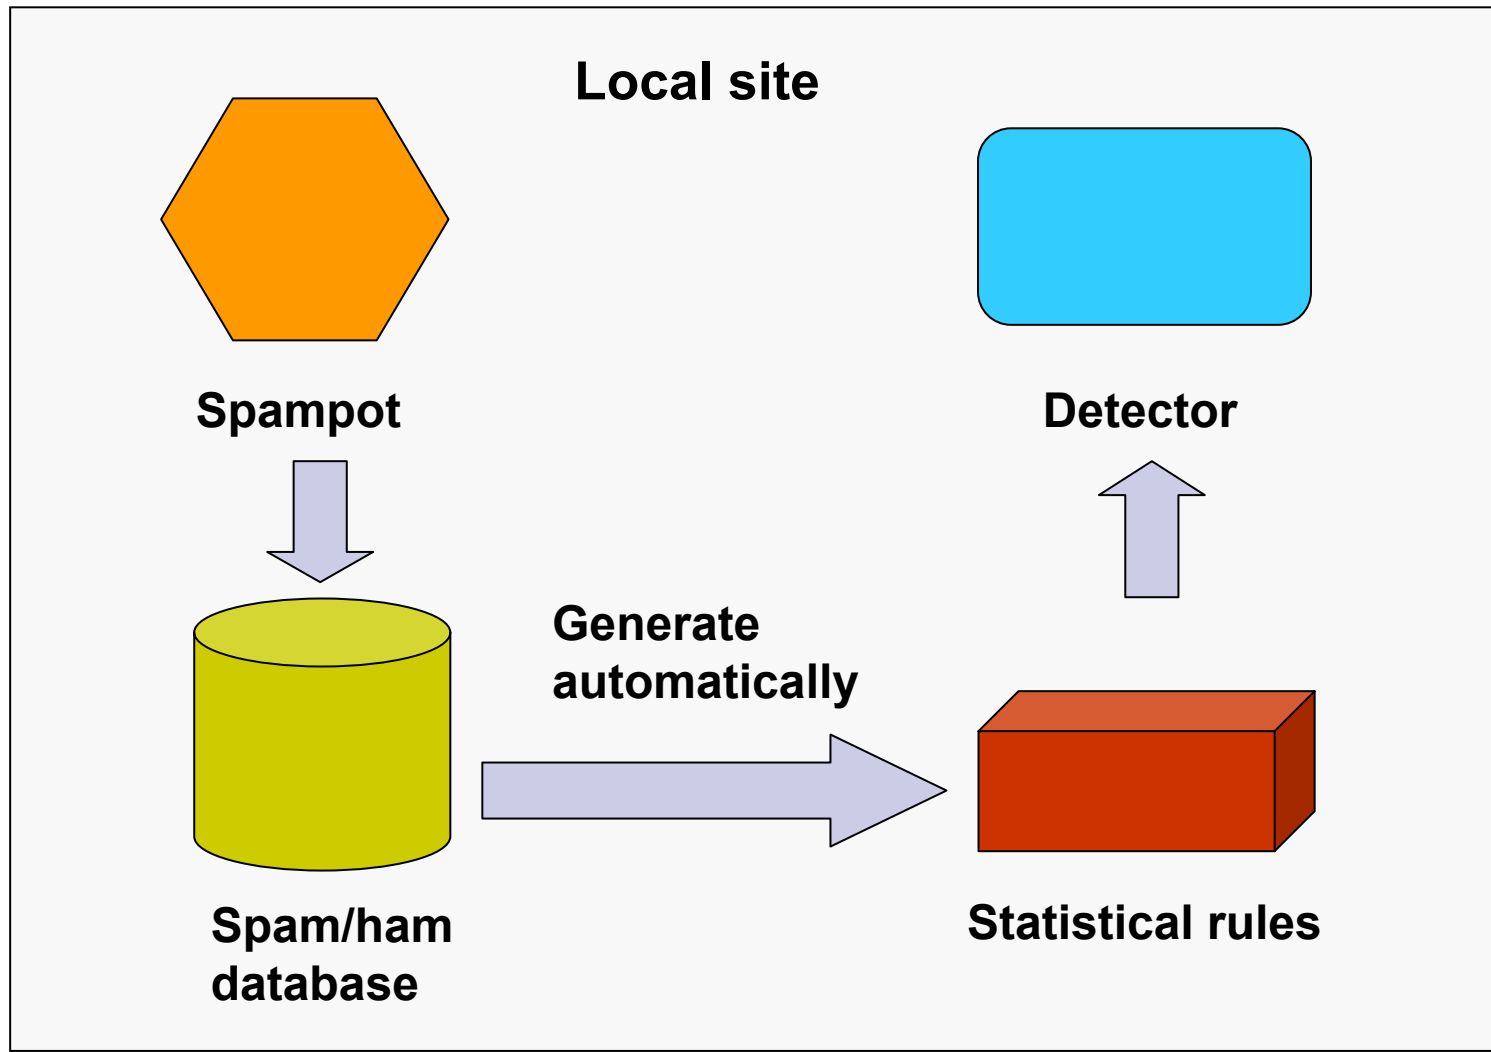 Local site
Spampot
Detector
Generate
automatically
Spam/ham
database
Statistical rules